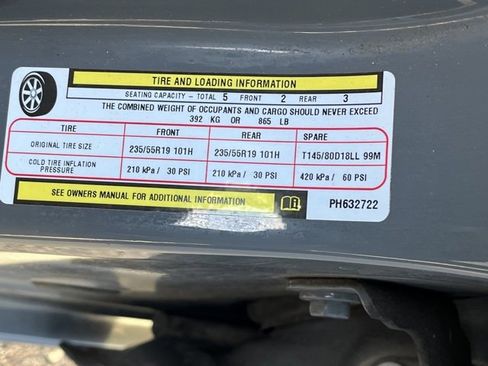 TIRE AND LOADING INFORMATION
SEATING CAPACITY - TOTAL 5 FRONT 2 REAR 3
THE COMBINED WEIGHT OF OCCUPANTS AND CARGO SHOULD NEVER EXCEED
392 KG OR 865 LB
TIRE FRONT REAR SPARE
ORIGINAL TIRE SIZE 235/55R19 101H 235/55R19 101H T145/80D18LL 99M
COLD TIRE INFLATION PRESSURE 210 kPa / 30 PSI 210 kPa / 30 PSI 420 kPa / 60 PSI
SEE OWNERS MANUAL FOR ADDITIONAL INFORMATION PH632722